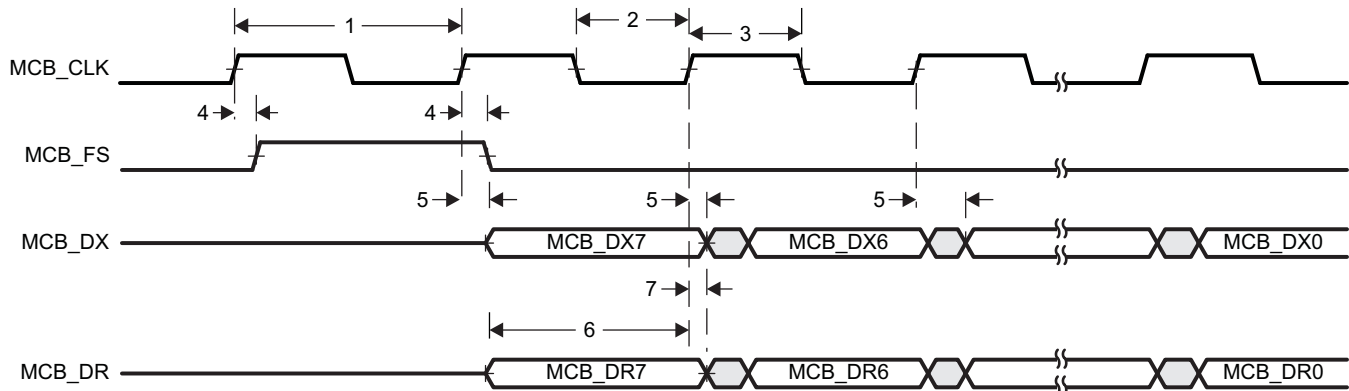 1
2
3
MCB_CLK
4
4
MCB_FS
5
5
5
MCB_DX
MCB_DX7
MCB_DX6
MCB_DX0
7
6
MCB_DR
MCB_DR7
MCB_DR6
MCB_DR0